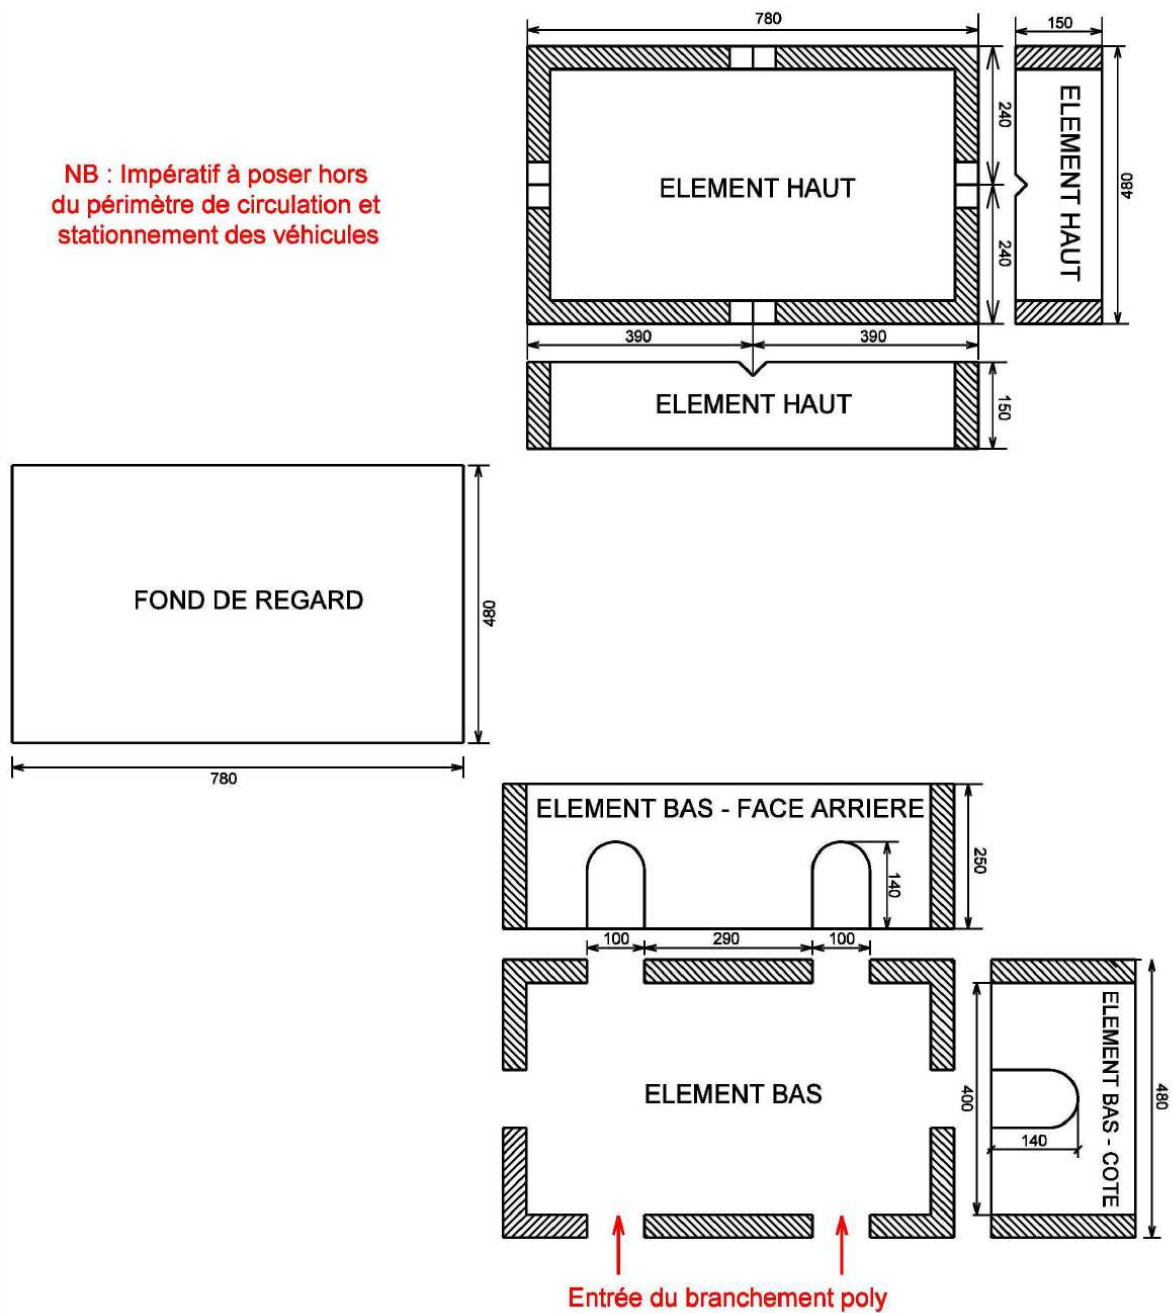 780
150
NB : Impératif à poser hors
du périmètre de circulation et
stationnement des véhicules
ELEMENT HAUT
240
240
ELEMENT HAUT
480
390
390
ELEMENT HAUT
150
FOND DE REGARD
480
780
ELEMENT BAS - FACE ARRIERE
250
140
100
290
100
ELEMENT BAS
400
140
ELEMENT BAS - COTE
480
Entrée du branchement poly